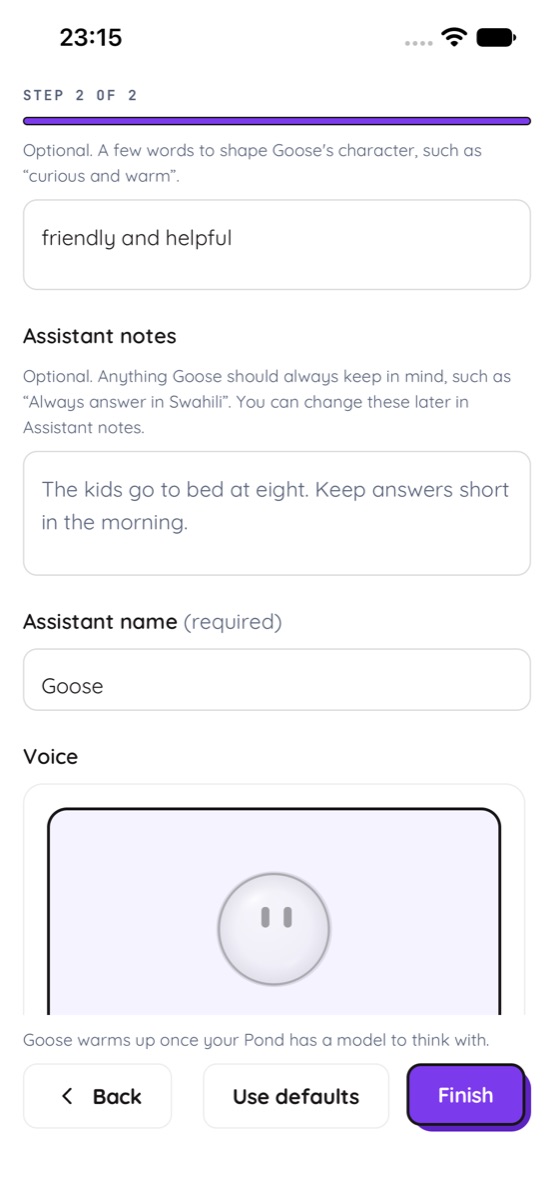 23:15
STEP 2 OF 2
Optional. A few words to shape Goose's character, such as
“curious and warm”.
friendly and helpful
Assistant notes
Optional. Anything Goose should always keep in mind, such as
“Always answer in Swahili”. You can change these later in
Assistant notes.
The kids go to bed at eight. Keep answers short
in the morning.
Assistant name (required)
Goose
Voice
Goose warms up once your Pond has a model to think with.
Back
Use defaults
Finish